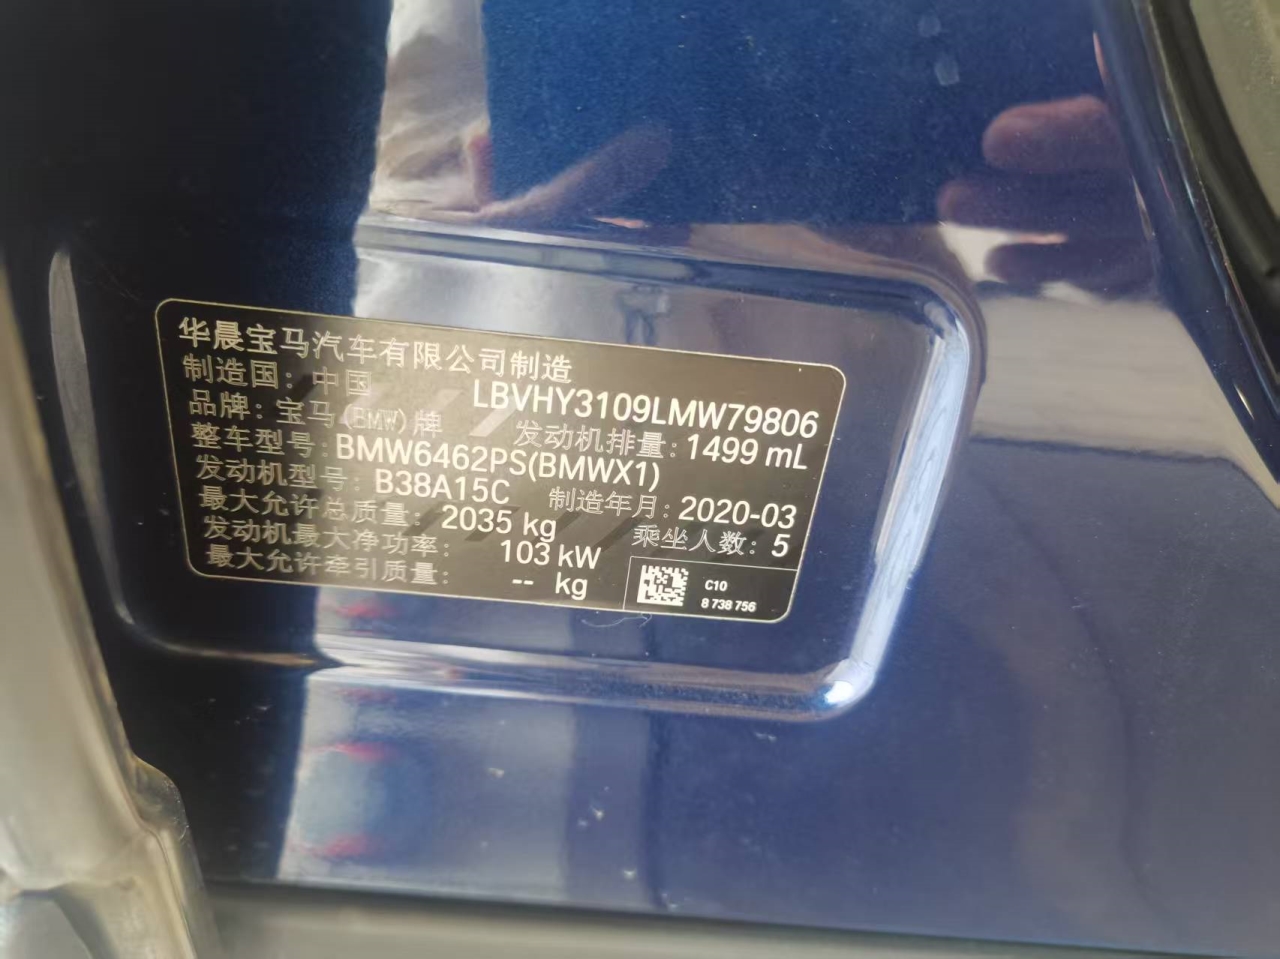 华晨宝马汽车有限公司制造
制造国：中国 LBVHY3109LMW79806
品牌：宝马(BMW)牌 发动机排量：1499 mL
整车型号：BMW6462PS(BMWX1)
发动机型号：B38A15C 制造年月：2020-03
最大允许总质量：2035 kg 乘坐人数：5
发动机最大净功率：103 kW
最大允许牵引质量：-- kg
C10
8 738 756